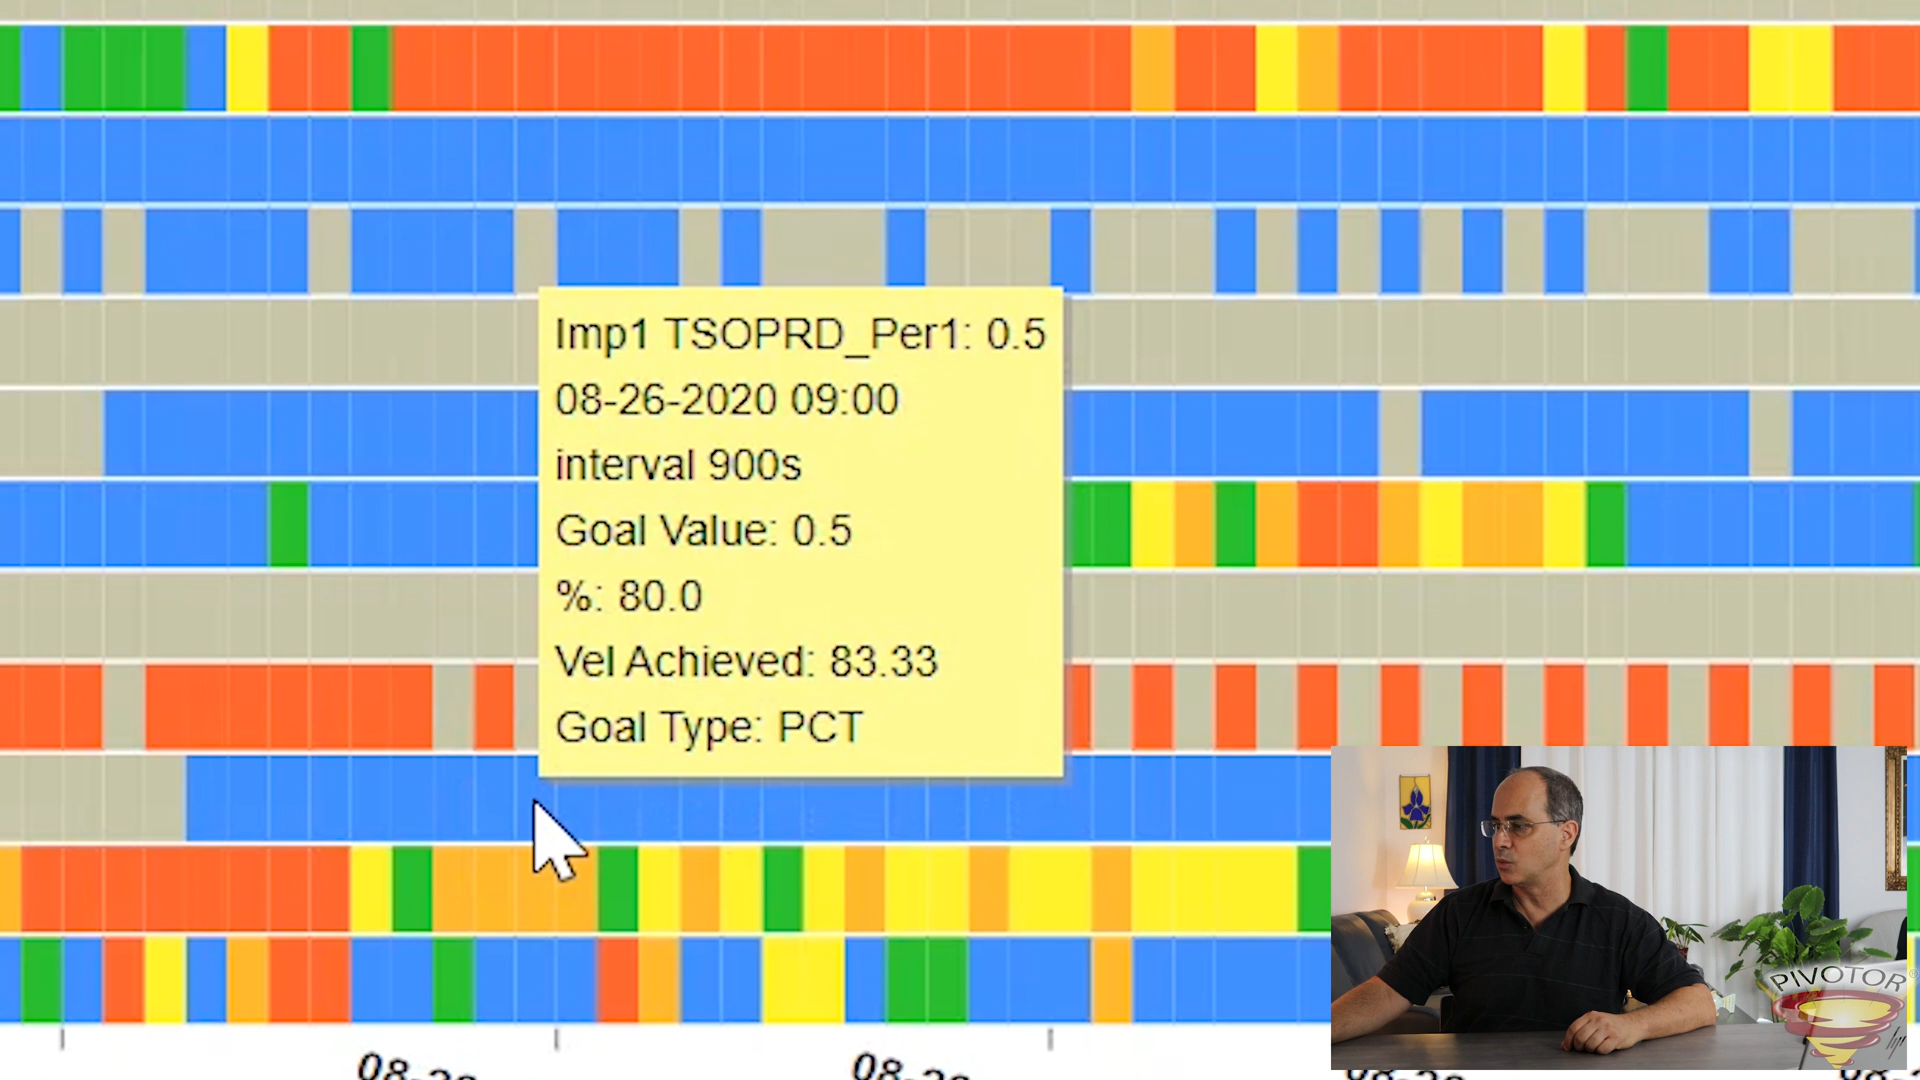 Imp1 TSOPRD_Per1: 0.5
08-26-2020 09:00
interval 900s
Goal Value: 0.5
%: 80.0
Vel Achieved: 83.33
Goal Type: PCT
PIVOTOR®